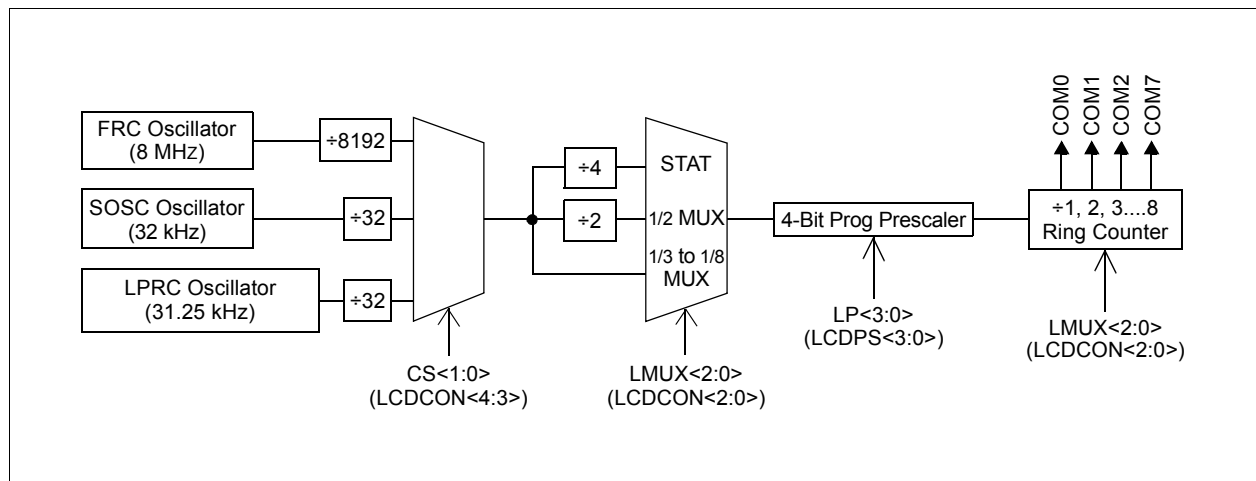 COM0
COM1
COM2
COM7
FRC Oscillator
(8 MHz)
÷8192
SOSC Oscillator
(32 kHz)
÷32
LPRC Oscillator
(31.25 kHz)
÷32
÷4
÷2
STAT
1/2 MUX
1/3 to 1/8
MUX
4-Bit Prog Prescaler
÷1, 2, 3....8
Ring Counter
CS<1:0>
(LCDCON<4:3>)
LMUX<2:0>
(LCDCON<2:0>)
LP<3:0>
(LCDPS<3:0>)
LMUX<2:0>
(LCDCON<2:0>)